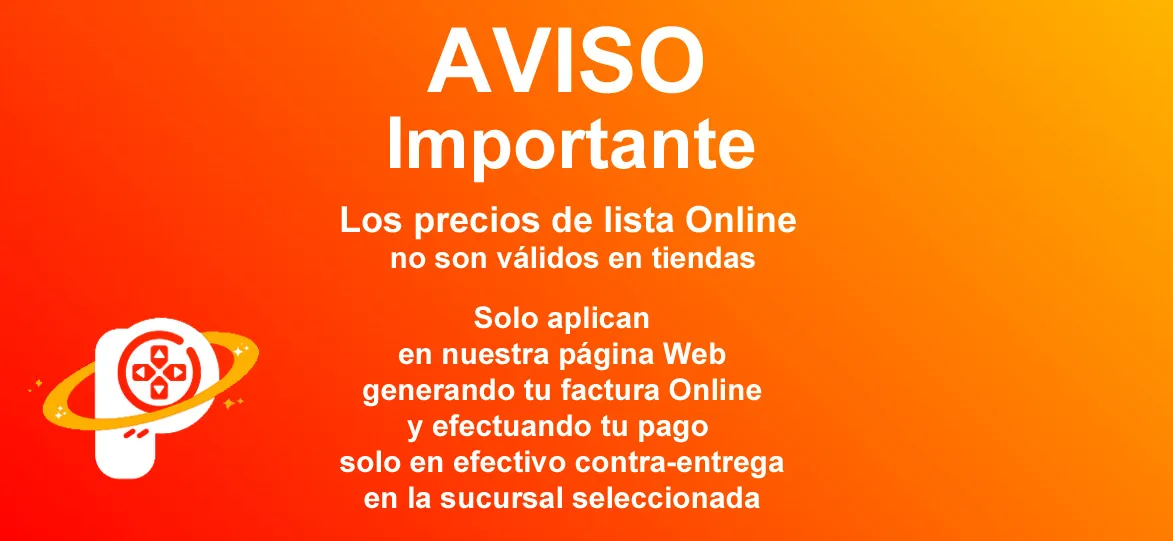 AVISO
Importante
Los precios de lista Online
no son válidos en tiendas
Solo aplican
en nuestra página Web
generando tu factura Online
y efectuando tu pago
solo en efectivo contra-entrega
en la sucursal seleccionada